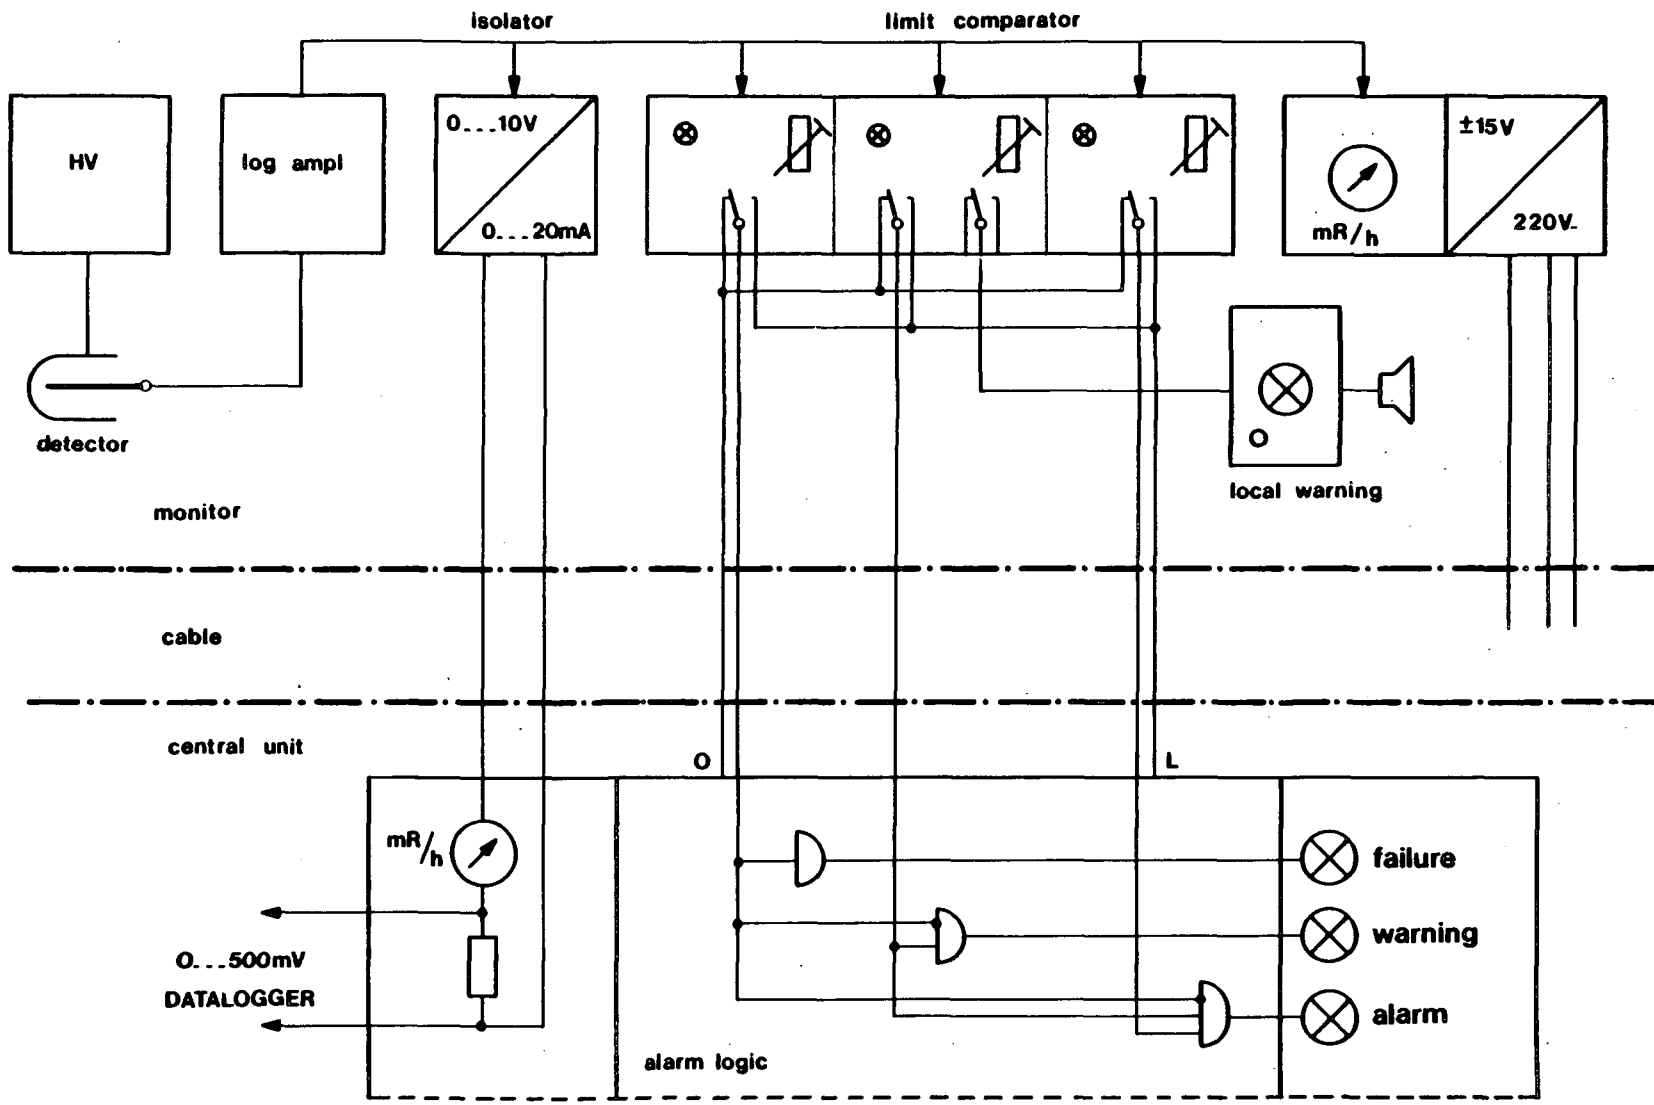 isolator
limit comparator
HV
log ampl
0...10V
0...20mA
mR/h
±15V
220V~
detector
local warning
monitor
cable
central unit
O
L
mR/h
failure
warning
0...500mV
DATALOGGER
alarm
alarm logic